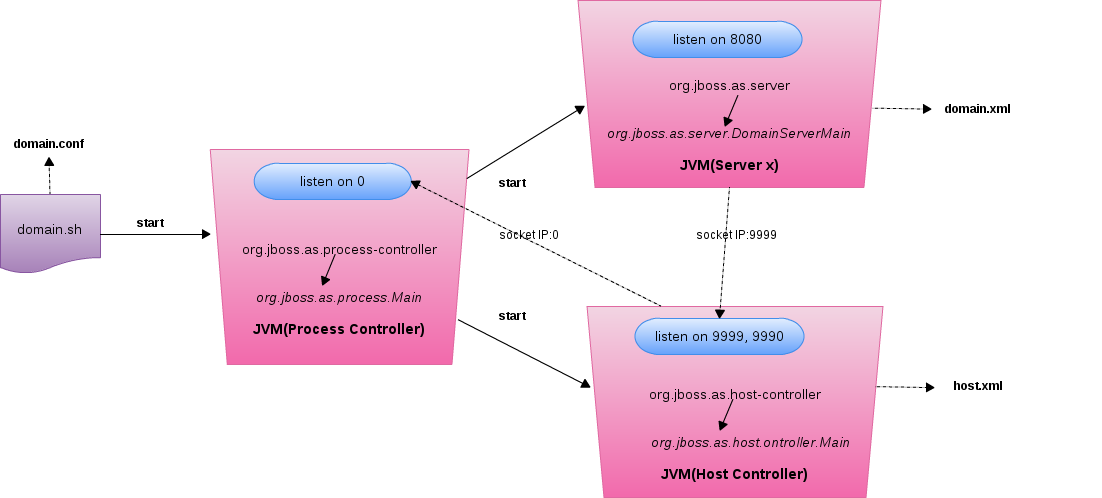 listen on 8080
org.jboss.as.server
org.jboss.as.server.DomainServerMain
JVM(Server x)
domain.xml
domain.conf
domain.sh
start
listen on 0
org.jboss.as.process-controller
org.jboss.as.process.Main
JVM(Process Controller)
start
socket IP:0
socket IP:9999
start
listen on 9999, 9990
org.jboss.as.host-controller
org.jboss.as.host.ontroller.Main
JVM(Host Controller)
host.xml